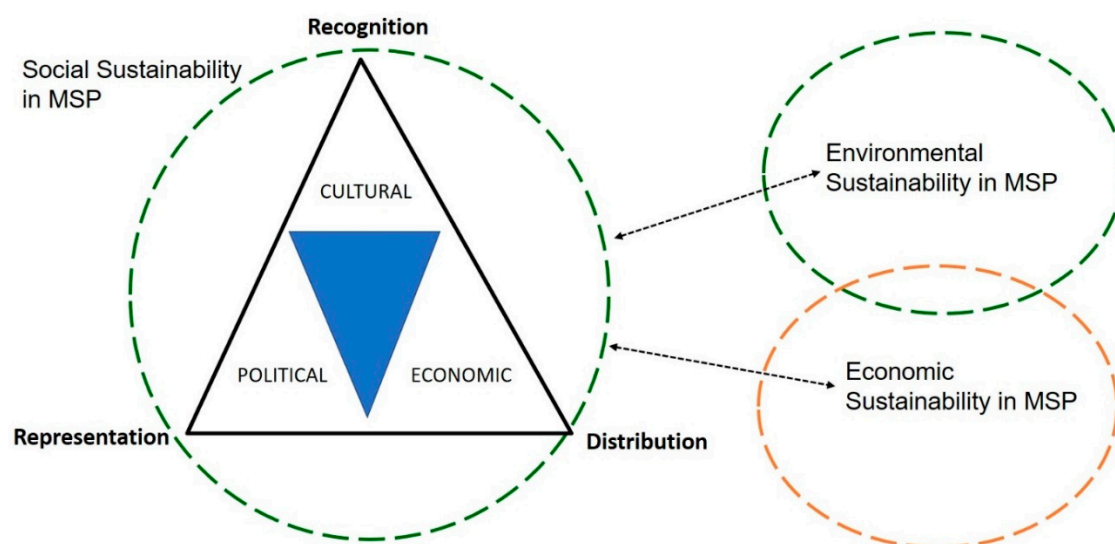 Recognition
Social Sustainability
in MSP
CULTURAL
POLITICAL
ECONOMIC
Representation
Distribution
Environmental
Sustainability in MSP
Economic
Sustainability in MSP